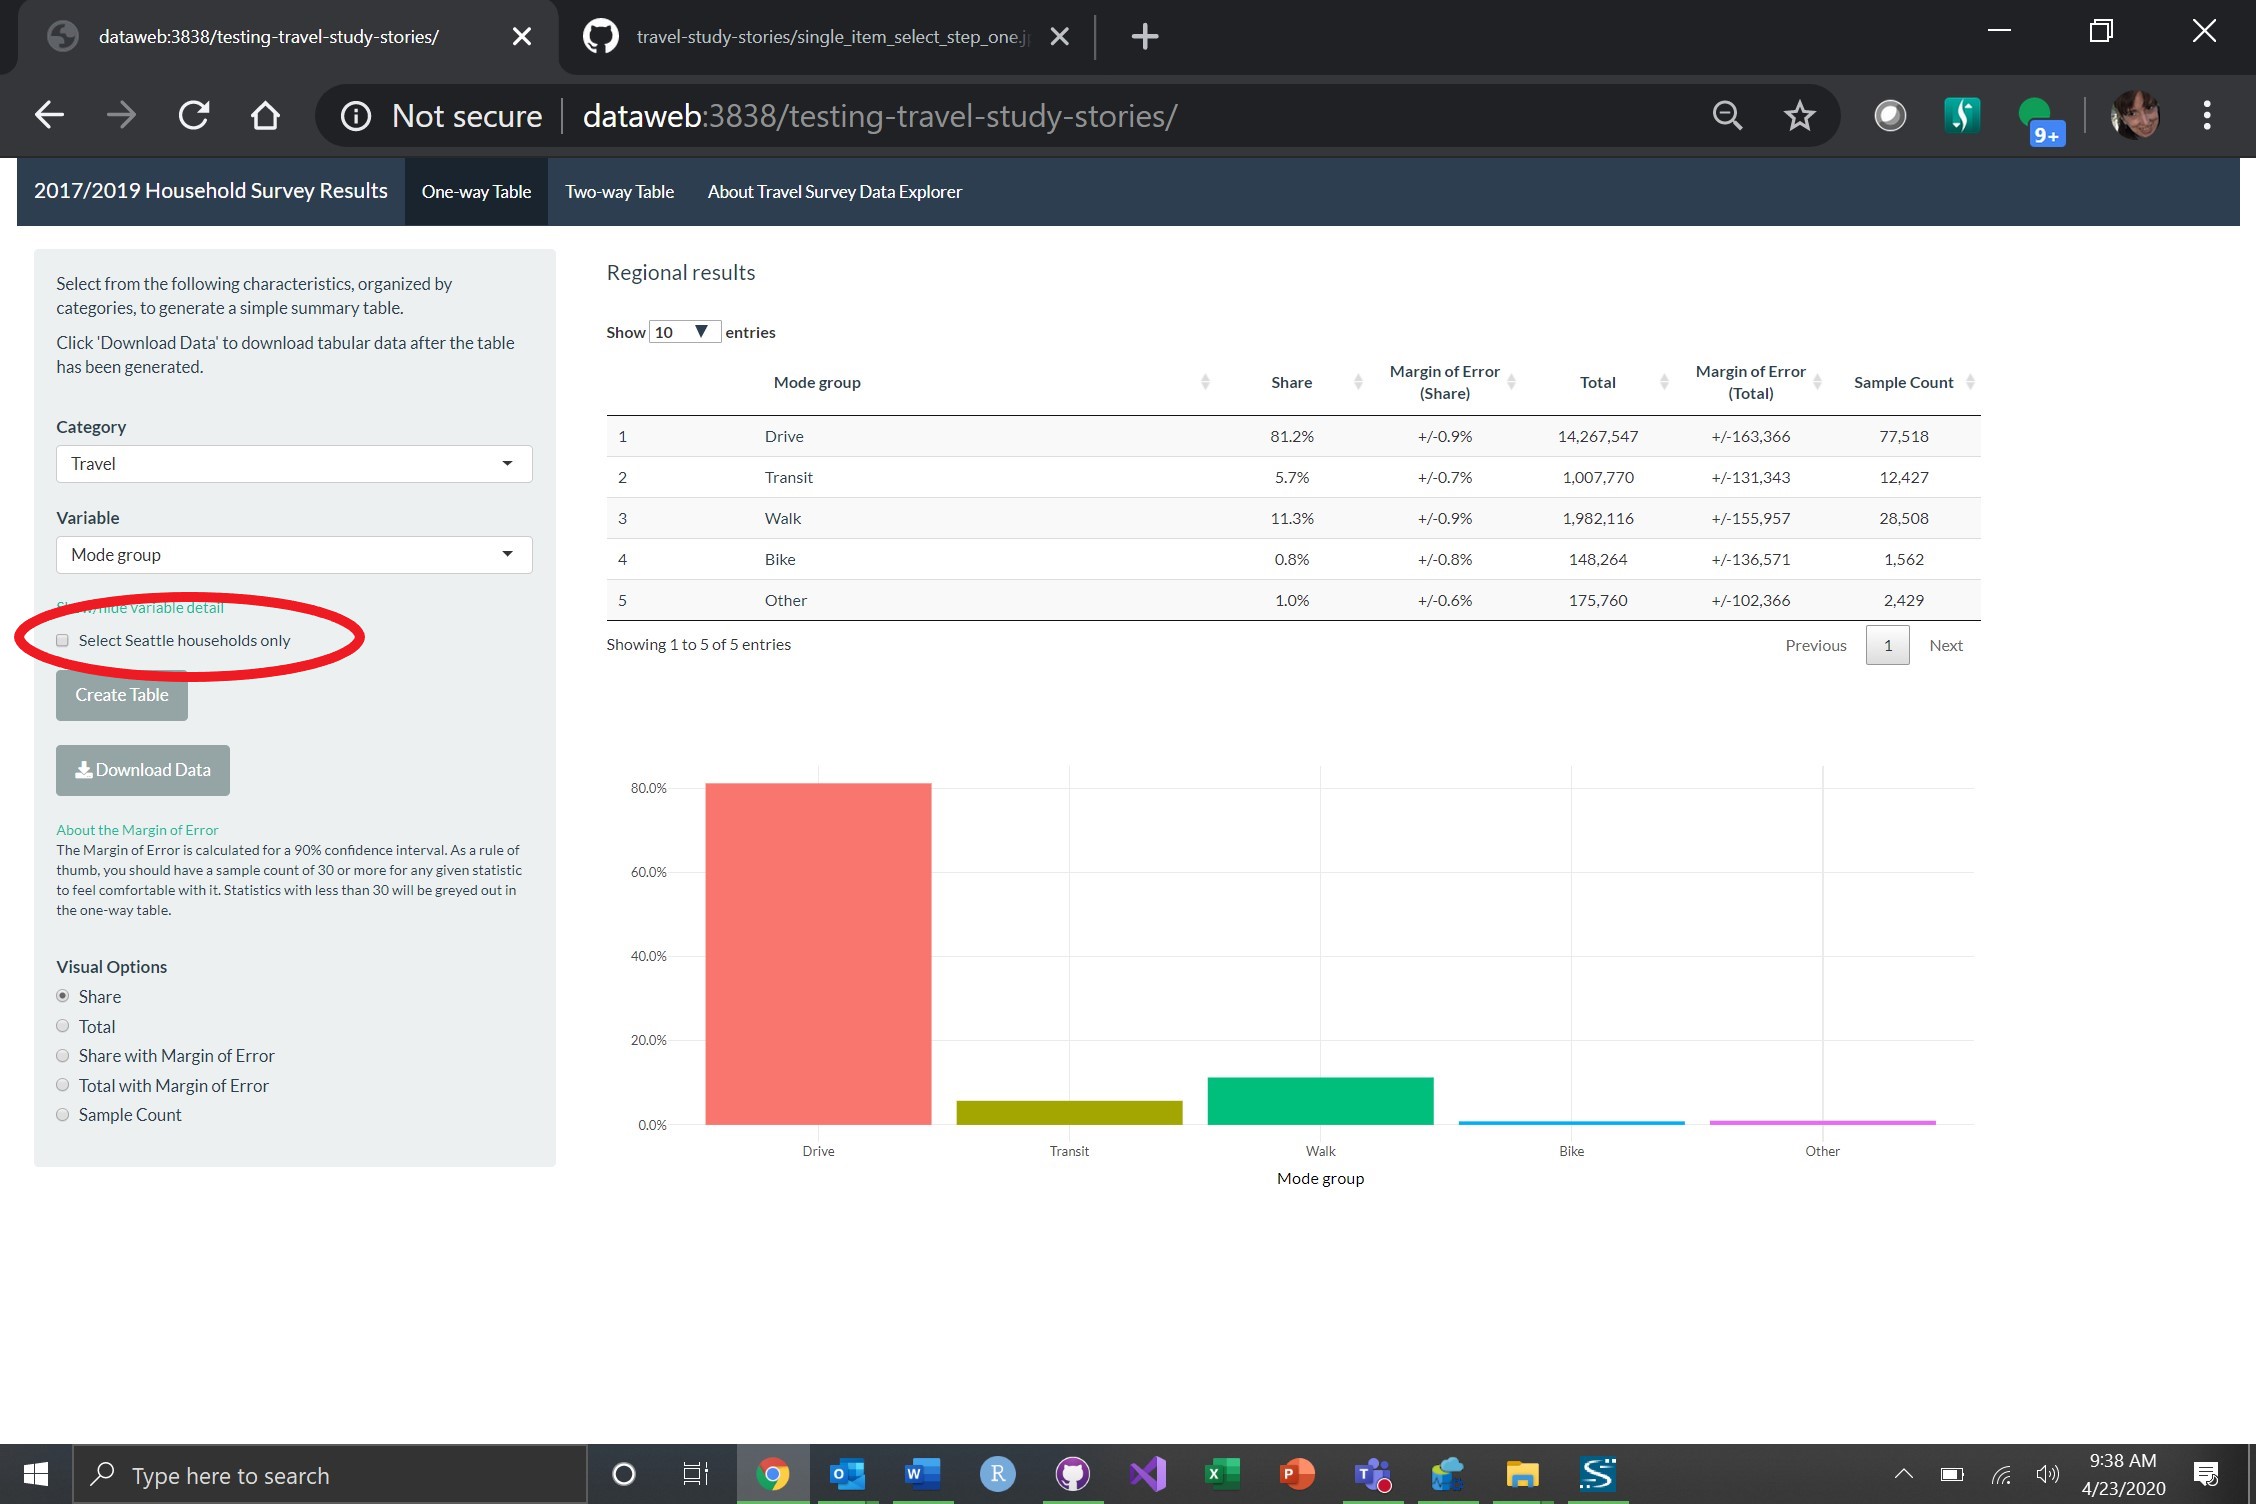 dataweb:3838/testing-travel-study-stories/
travel-study-stories/single_item_select_step_one.j
Not secure
dataweb:3838/testing-travel-study-stories/
9+
2017/2019 Household Survey Results
One-way Table
Two-way Table
About Travel Survey Data Explorer
Select from the following characteristics, organized by
categories, to generate a simple summary table.
Click 'Download Data' to download tabular data after the table
has been generated.
Category
Travel
Variable
Mode group
Show/hide variable detail
Select Seattle households only
Create Table
Download Data
About the Margin of Error
The Margin of Error is calculated for a 90% confidence interval. As a rule of
thumb, you should have a sample count of 30 or more for any given statistic
to feel comfortable with it. Statistics with less than 30 will be greyed out in
the one-way table.
Visual Options
Share
Total
Share with Margin of Error
Total with Margin of Error
Sample Count
Regional results
Show 10 entries
Mode group Share Margin of Error (Share) Total Margin of Error (Total) Sample Count
1 Drive 81.2% +/-0.9% 14,267,547 +/-163,366 77,518
2 Transit 5.7% +/-0.7% 1,007,770 +/-131,343 12,427
3 Walk 11.3% +/-0.9% 1,982,116 +/-155,957 28,508
4 Bike 0.8% +/-0.8% 148,264 +/-136,571 1,562
5 Other 1.0% +/-0.6% 175,760 +/-102,366 2,429
Showing 1 to 5 of 5 entries
Previous 1 Next
80.0%
60.0%
40.0%
20.0%
0.0%
Drive Transit Walk Bike Other
Mode group
Type here to search
9:38 AM
4/23/2020